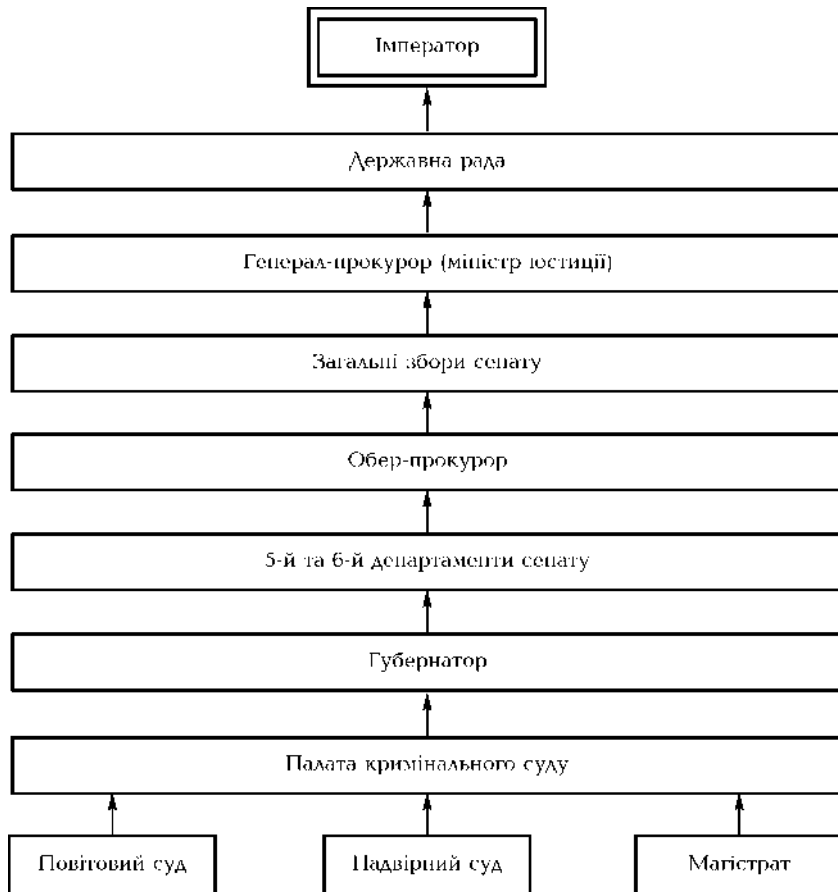 Імператор
Державна рада
Генерал-прокурор (міністр юстиції)
Загальні збори сенату
Обер-прокурор
5-й та 6-й департаменти сенату
Губернатор
Палата кримінального суду
Повітовий суд
Надвірний суд
Магістрат